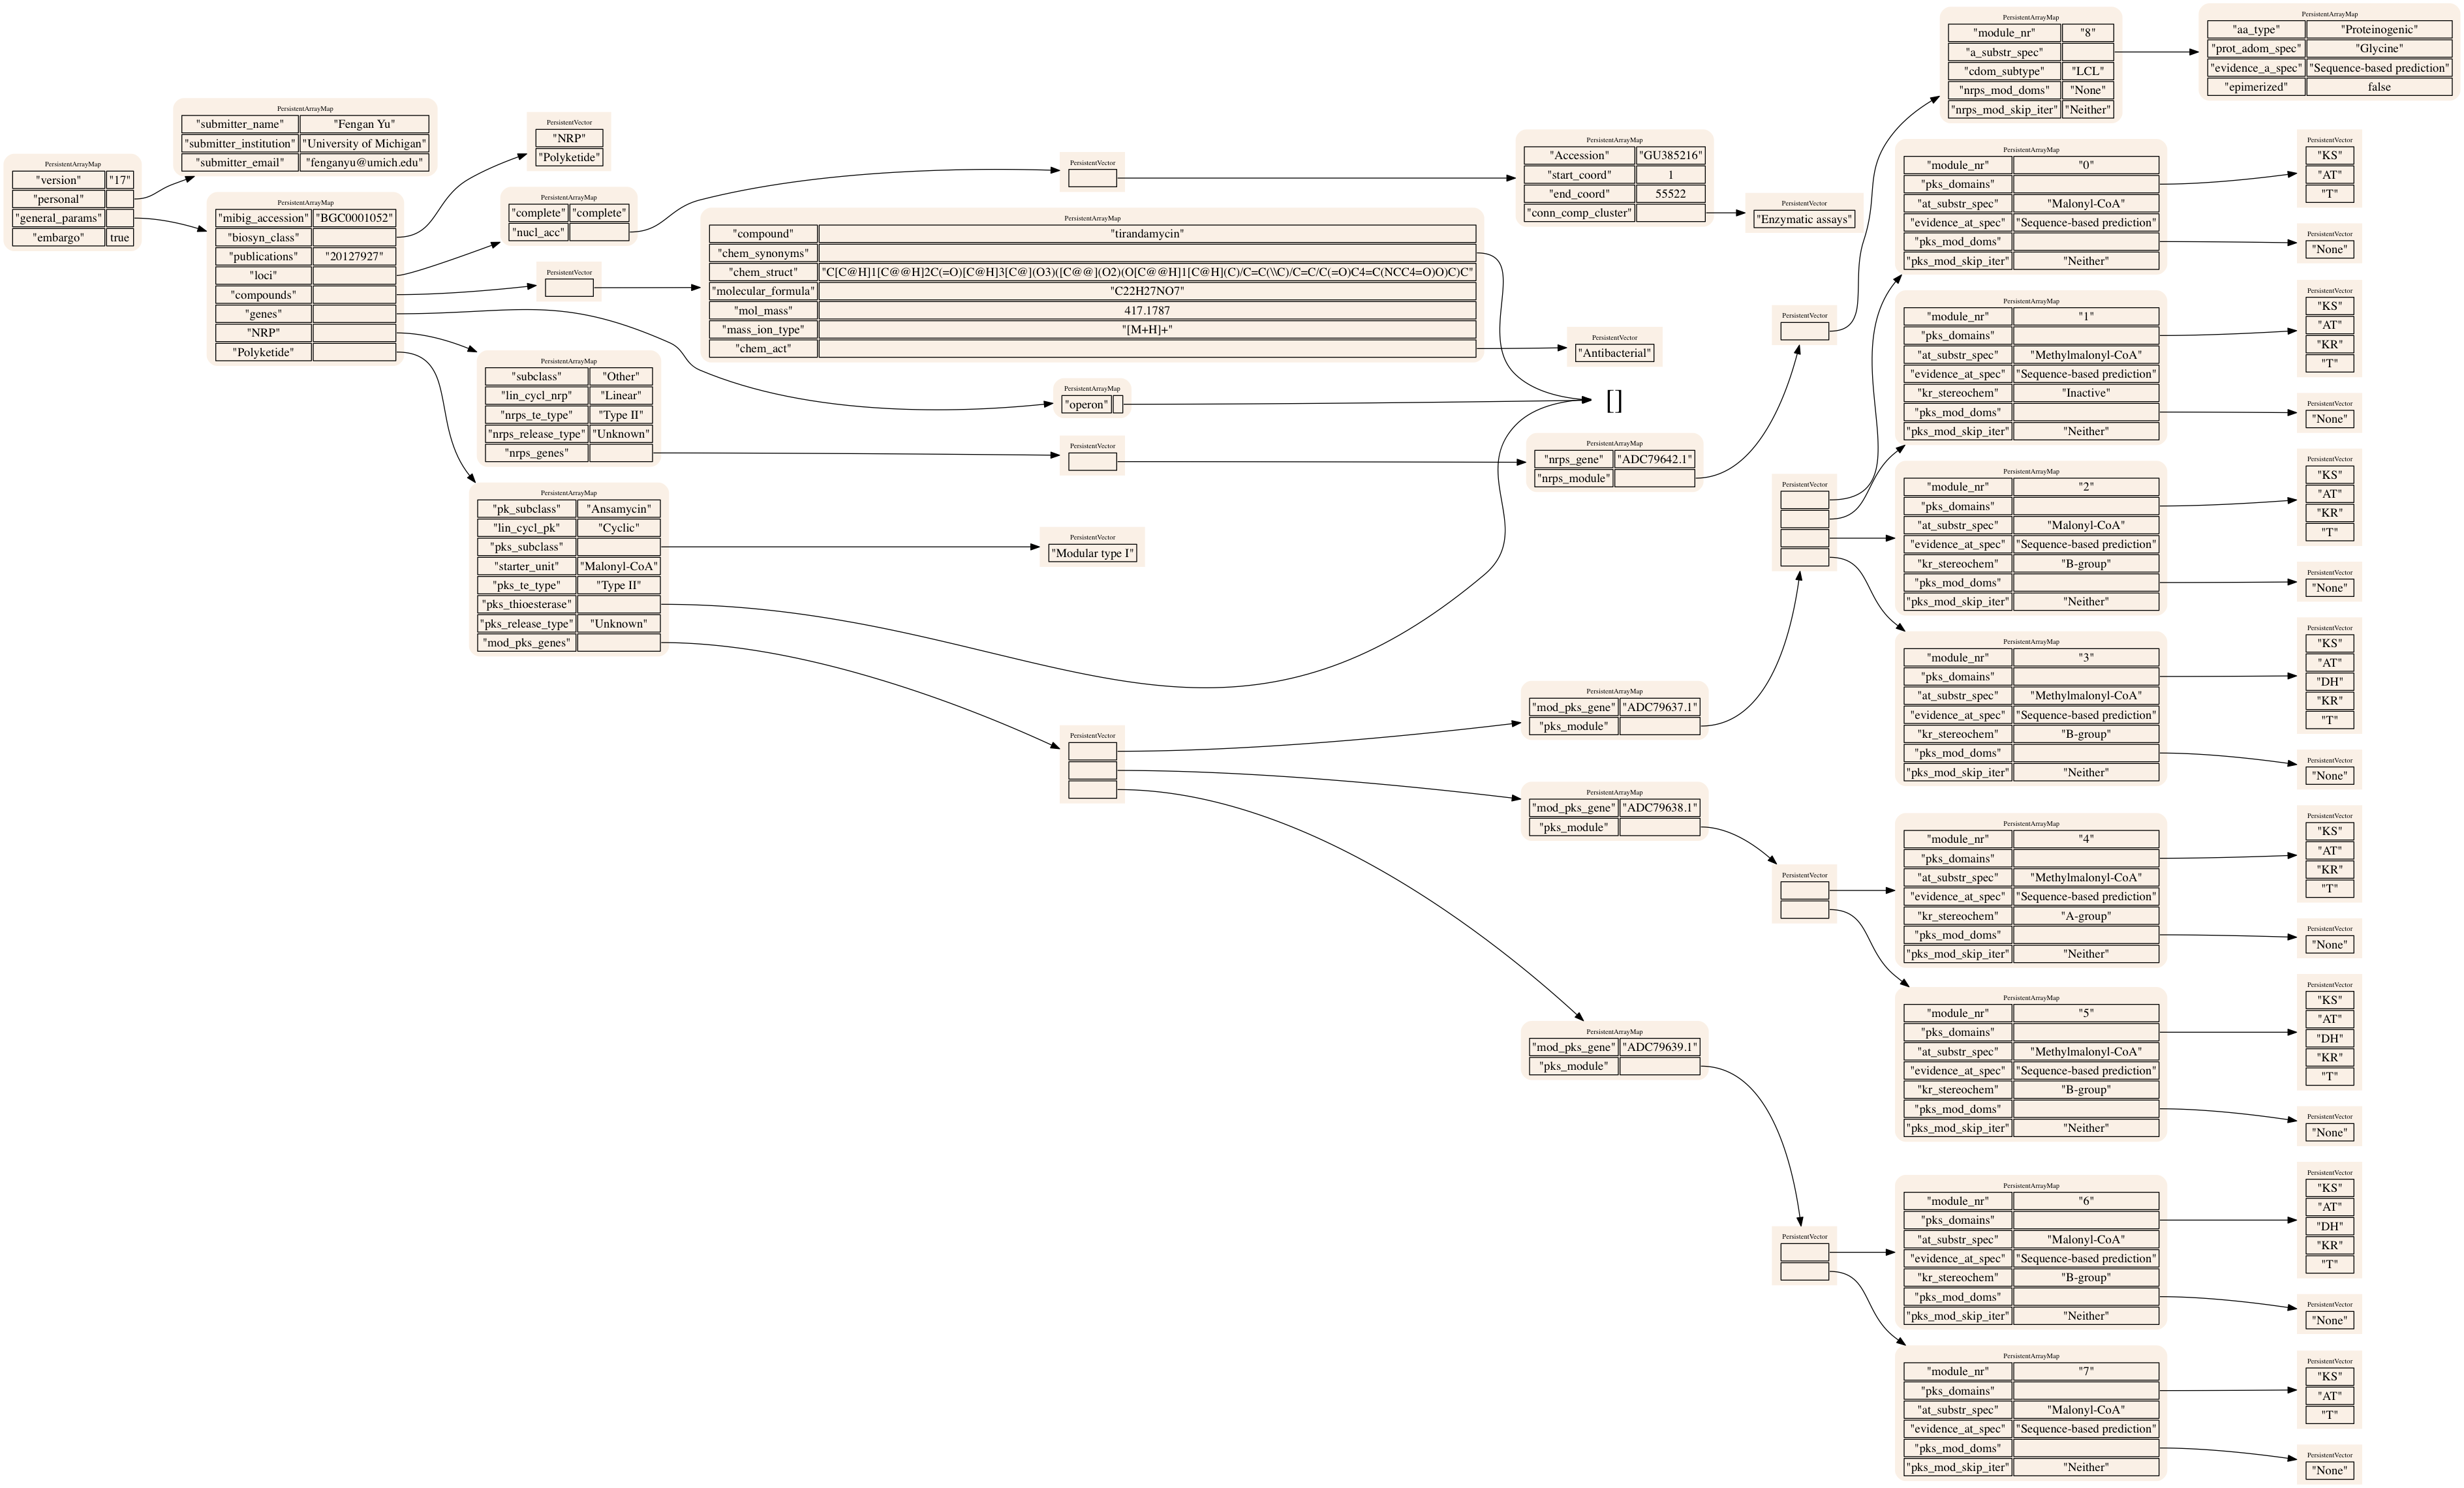 PersistentArrayMap
"version" "17"
"personal"
"general_params"
"embargo" true
PersistentArrayMap
"submitter_name" "Fengan Yu"
"submitter_institution" "University of Michigan"
"submitter_email" "fenganyu@umich.edu"
PersistentArrayMap
"mibig_accession" "BGC0001052"
"biosyn_class"
"publications" "20127927"
"loci"
"compounds"
"genes"
"NRP"
"Polyketide"
PersistentVector
"NRP"
"Polyketide"
PersistentArrayMap
"complete" "complete"
"nucl_acc"
PersistentVector
PersistentArrayMap
"subclass" "Other"
"lin_cycl_nrp" "Linear"
"nrps_te_type" "Type II"
"nrps_release_type" "Unknown"
"nrps_genes"
PersistentArrayMap
"pk_subclass" "Ansamycin"
"lin_cycl_pk" "Cyclic"
"pks_subclass"
"starter_unit" "Malonyl-CoA"
"pks_te_type" "Type II"
"pks_thioesterase"
"pks_release_type" "Unknown"
"mod_pks_genes"
PersistentVector
PersistentArrayMap
"compound" "tirandamycin"
"chem_synonyms"
"chem_struct" "C[C@H]1[C@@H]2C(=O)[C@H]3[C@](O3)([C@@](O2)(O[C@@H]1[C@H](C)/C=C(\\C)/C=C/C(=O)C4=C(NCC4=O)O)C)C"
"molecular_formula" "C22H27NO7"
"mol_mass" 417.1787
"mass_ion_type" "[M+H]+"
"chem_act"
PersistentArrayMap
"operon"
PersistentVector
PersistentVector
"Modular type I"
PersistentVector
PersistentArrayMap
"Accession" "GU385216"
"start_coord" 1
"end_coord" 55522
"conn_comp_cluster"
PersistentVector
"Enzymatic assays"
PersistentVector
"Antibacterial"
[]
PersistentArrayMap
"nrps_gene" "ADC79642.1"
"nrps_module"
PersistentArrayMap
"mod_pks_gene" "ADC79637.1"
"pks_module"
PersistentArrayMap
"mod_pks_gene" "ADC79638.1"
"pks_module"
PersistentArrayMap
"mod_pks_gene" "ADC79639.1"
"pks_module"
PersistentVector
PersistentVector
PersistentVector
PersistentVector
PersistentArrayMap
"module_nr" "8"
"a_substr_spec"
"cdom_subtype" "LCL"
"nrps_mod_doms" "None"
"nrps_mod_skip_iter" "Neither"
PersistentArrayMap
"aa_type" "Proteinogenic"
"prot_adom_spec" "Glycine"
"evidence_a_spec" "Sequence-based prediction"
"epimerized" false
PersistentArrayMap
"module_nr" "0"
"pks_domains"
"at_substr_spec" "Malonyl-CoA"
"evidence_at_spec" "Sequence-based prediction"
"pks_mod_doms"
"pks_mod_skip_iter" "Neither"
PersistentVector
"KS"
"AT"
"T"
PersistentVector
"None"
PersistentArrayMap
"module_nr" "1"
"pks_domains"
"at_substr_spec" "Methylmalonyl-CoA"
"evidence_at_spec" "Sequence-based prediction"
"kr_stereochem" "Inactive"
"pks_mod_doms"
"pks_mod_skip_iter" "Neither"
PersistentVector
"KS"
"AT"
"KR"
"T"
PersistentVector
"None"
PersistentArrayMap
"module_nr" "2"
"pks_domains"
"at_substr_spec" "Malonyl-CoA"
"evidence_at_spec" "Sequence-based prediction"
"kr_stereochem" "B-group"
"pks_mod_doms"
"pks_mod_skip_iter" "Neither"
PersistentVector
"KS"
"AT"
"KR"
"T"
PersistentVector
"None"
PersistentArrayMap
"module_nr" "3"
"pks_domains"
"at_substr_spec" "Methylmalonyl-CoA"
"evidence_at_spec" "Sequence-based prediction"
"kr_stereochem" "B-group"
"pks_mod_doms"
"pks_mod_skip_iter" "Neither"
PersistentVector
"KS"
"AT"
"DH"
"KR"
"T"
PersistentVector
"None"
PersistentArrayMap
"module_nr" "4"
"pks_domains"
"at_substr_spec" "Methylmalonyl-CoA"
"evidence_at_spec" "Sequence-based prediction"
"kr_stereochem" "A-group"
"pks_mod_doms"
"pks_mod_skip_iter" "Neither"
PersistentVector
"KS"
"AT"
"KR"
"T"
PersistentVector
"None"
PersistentArrayMap
"module_nr" "5"
"pks_domains"
"at_substr_spec" "Methylmalonyl-CoA"
"evidence_at_spec" "Sequence-based prediction"
"kr_stereochem" "B-group"
"pks_mod_doms"
"pks_mod_skip_iter" "Neither"
PersistentVector
"KS"
"AT"
"DH"
"KR"
"T"
PersistentVector
"None"
PersistentArrayMap
"module_nr" "6"
"pks_domains"
"at_substr_spec" "Malonyl-CoA"
"evidence_at_spec" "Sequence-based prediction"
"kr_stereochem" "B-group"
"pks_mod_doms"
"pks_mod_skip_iter" "Neither"
PersistentVector
"KS"
"AT"
"DH"
"KR"
"T"
PersistentVector
"None"
PersistentArrayMap
"module_nr" "7"
"pks_domains"
"at_substr_spec" "Malonyl-CoA"
"evidence_at_spec" "Sequence-based prediction"
"pks_mod_doms"
"pks_mod_skip_iter" "Neither"
PersistentVector
"KS"
"AT"
"T"
PersistentVector
"None"